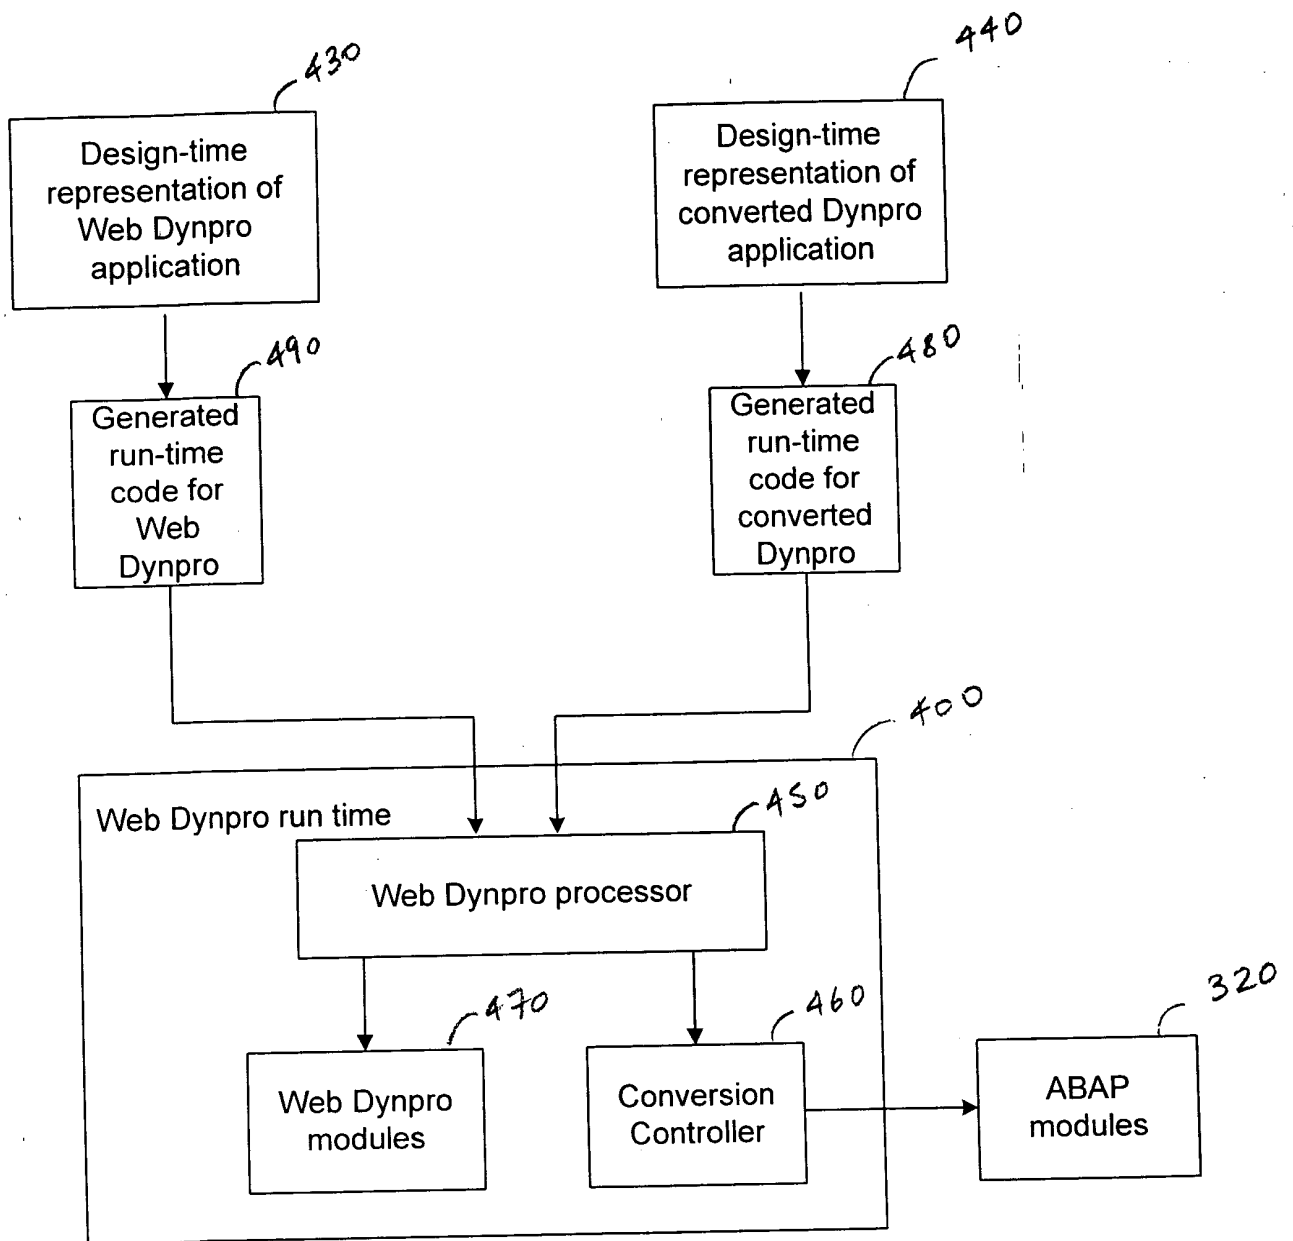 430
440
Design-time
representation of
Web Dynpro
application
Design-time
representation of
converted Dynpro
application
490
480
Generated
run-time
code for
Web
Dynpro
Generated
run-time
code for
converted
Dynpro
400
Web Dynpro run time
450
Web Dynpro processor
470
460
320
Web Dynpro
modules
Conversion
Controller
ABAP
modules